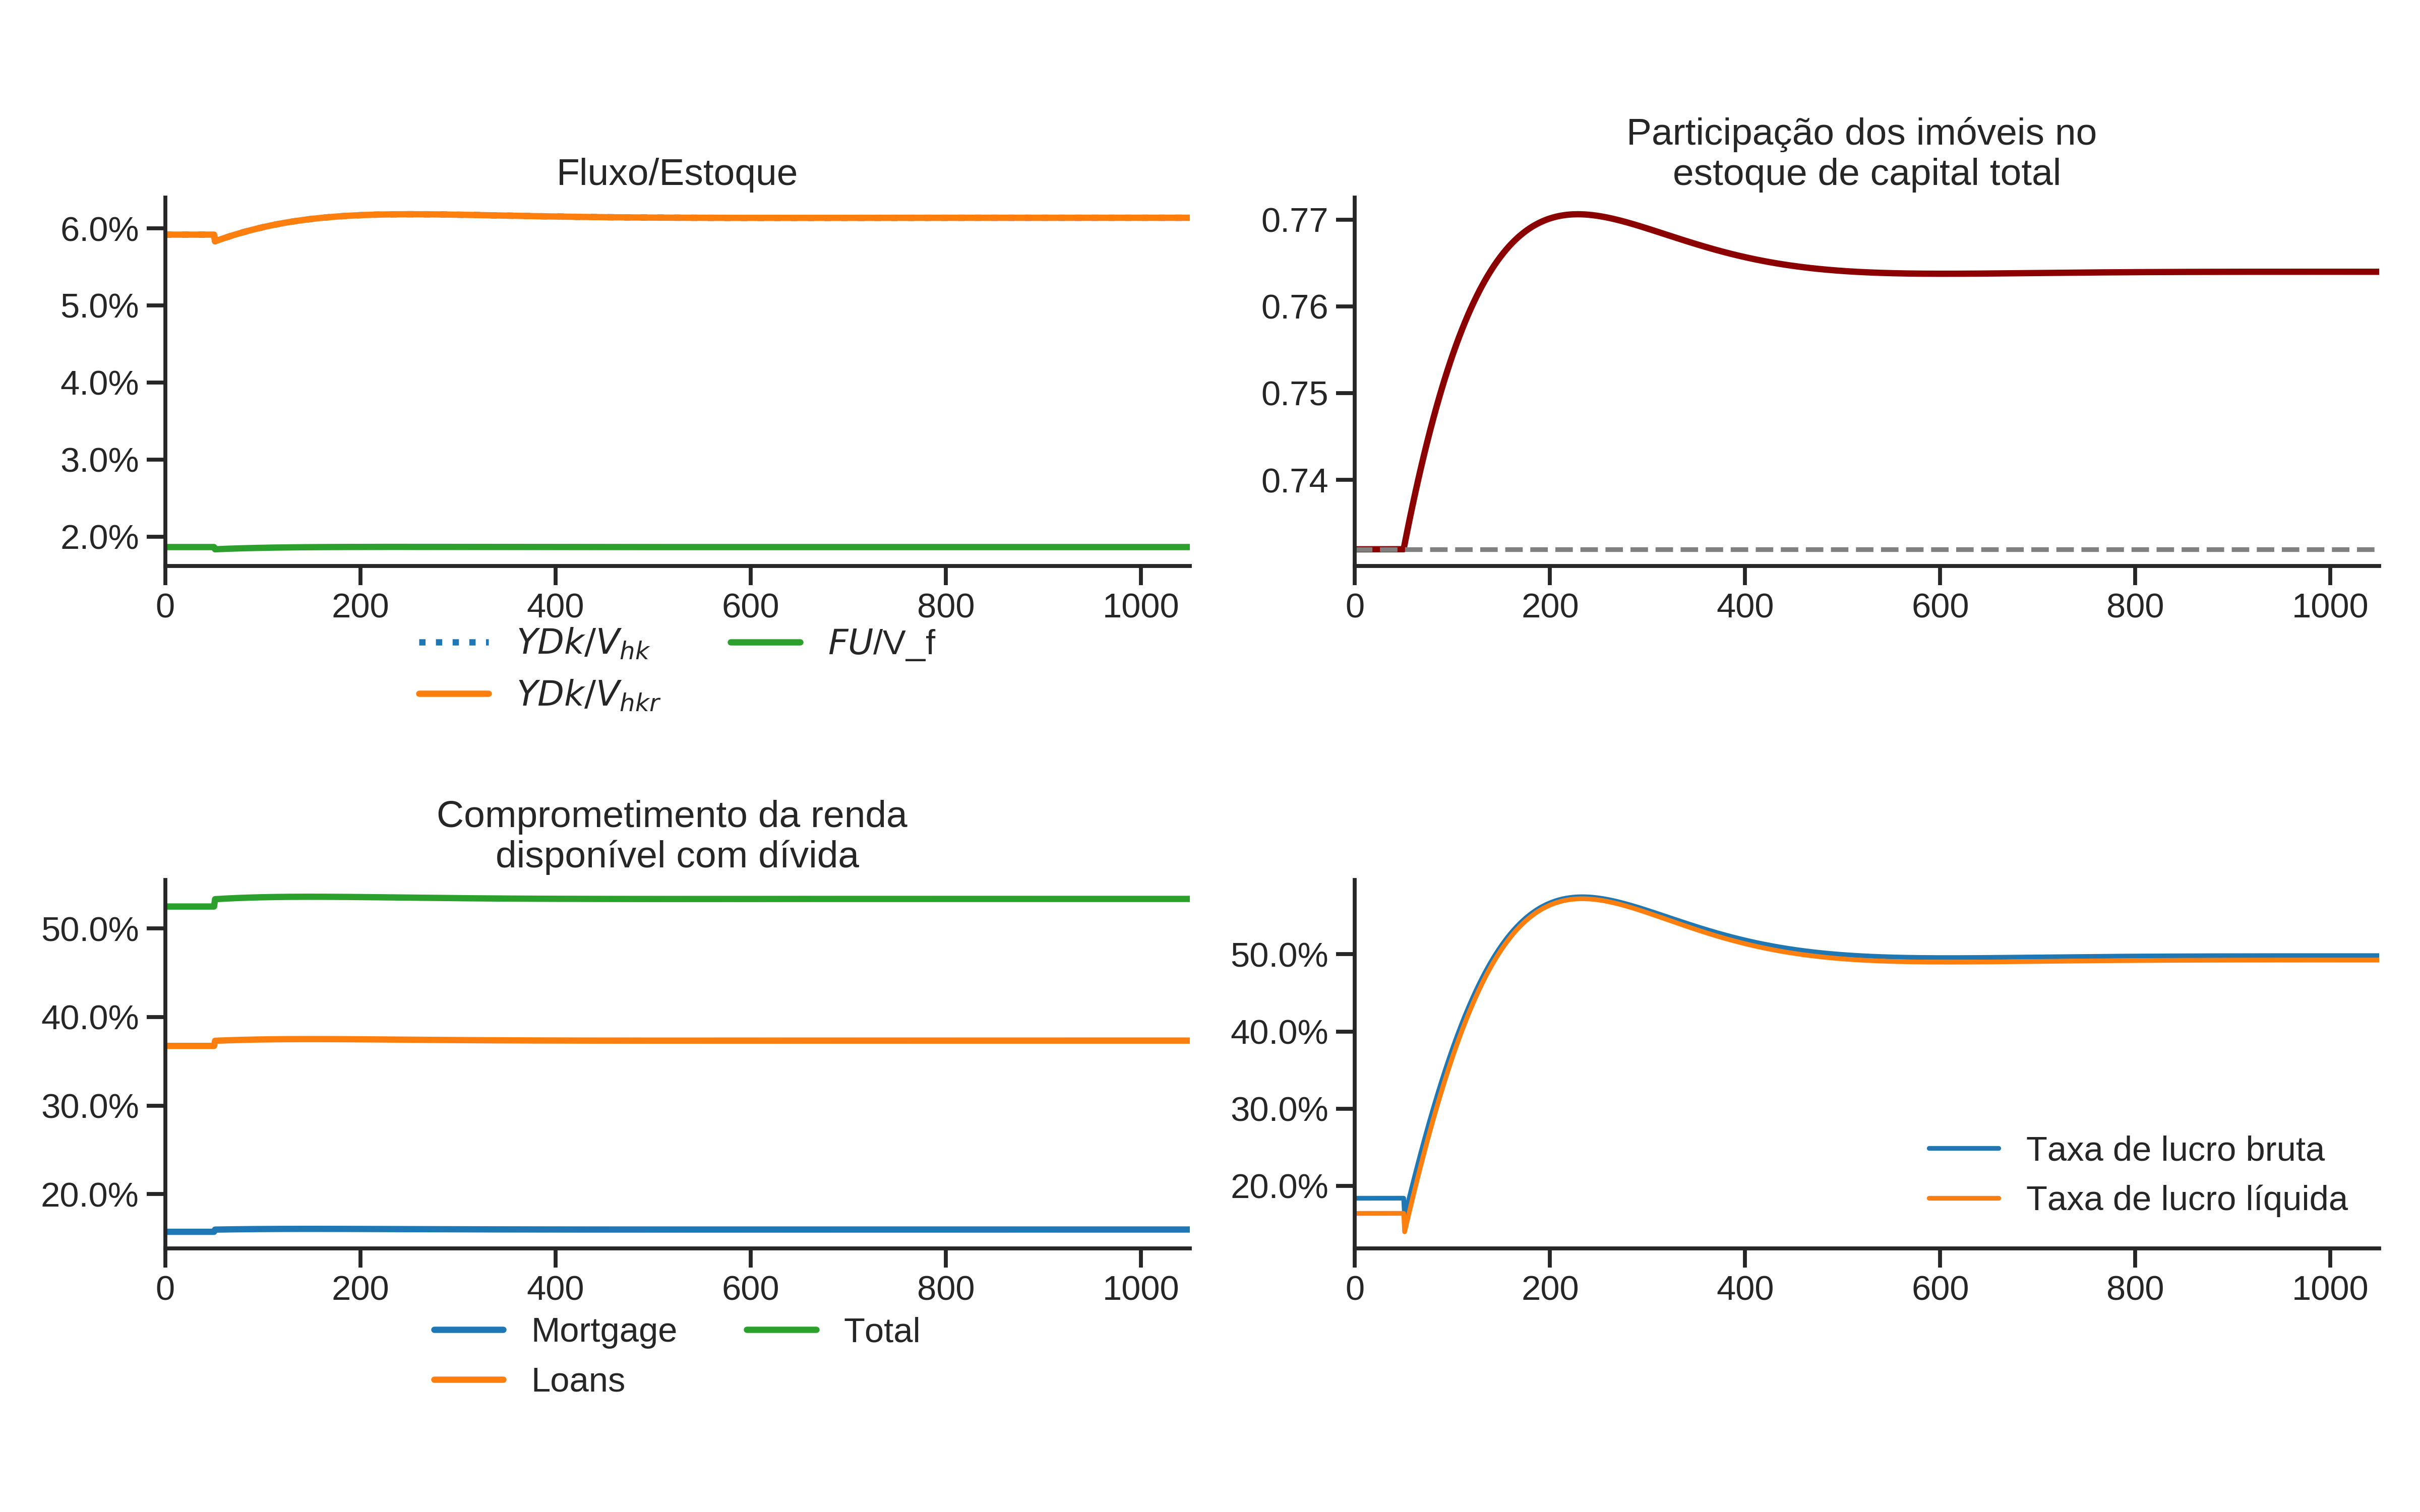 Fluxo/Estoque
6.0%
5.0%
4.0%
3.0%
2.0%
0 200 400 600 800 1000
YDk/V_{hk} FU/V_f
YDk/V_{hkr}
Participação dos imóveis no
estoque de capital total
0.77
0.76
0.75
0.74
0 200 400 600 800 1000
Comprometimento da renda
disponível com dívida
50.0%
40.0%
30.0%
20.0%
0 200 400 600 800 1000
Mortgage Total
Loans
50.0%
40.0%
30.0%
20.0%
Taxa de lucro bruta
Taxa de lucro líquida
0 200 400 600 800 1000